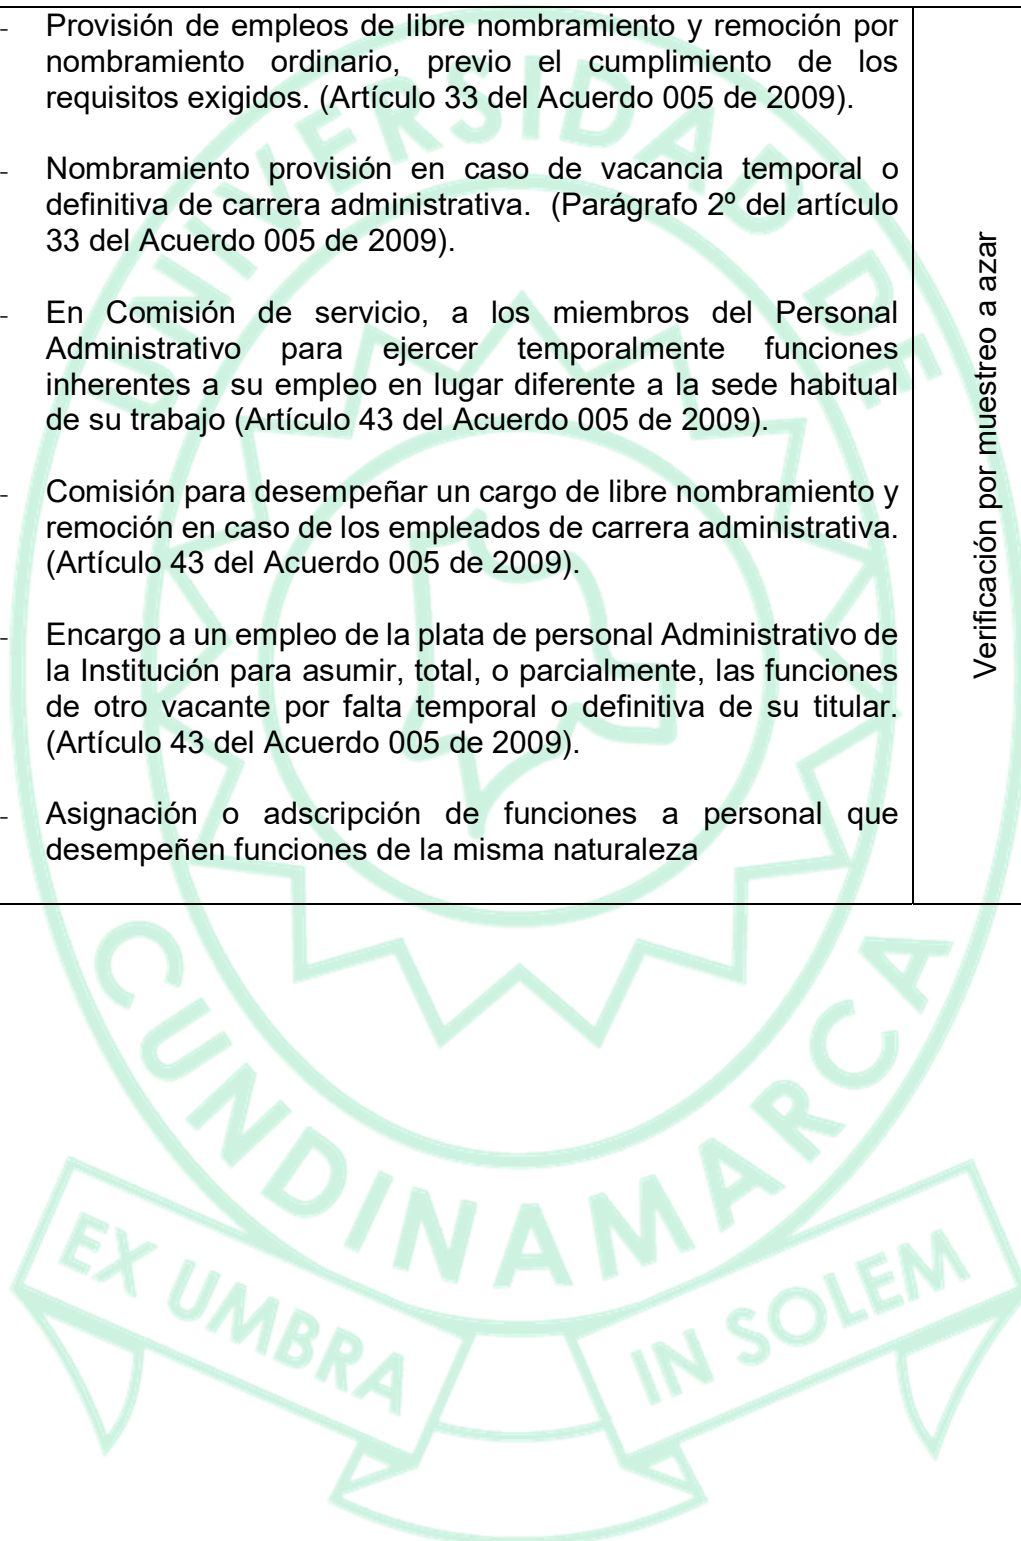 - Provisión de empleos de libre nombramiento y remoción por
nombramiento ordinario, previo el cumplimiento de los
requisitos exigidos. (Artículo 33 del Acuerdo 005 de 2009).
- Nombramiento provisión en caso de vacancia temporal o
definitiva de carrera administrativa. (Parágrafo 2º del artículo
33 del Acuerdo 005 de 2009).
- En Comisión de servicio, a los miembros del Personal
Administrativo para ejercer temporalmente funciones
inherentes a su empleo en lugar diferente a la sede habitual
de su trabajo (Artículo 43 del Acuerdo 005 de 2009).
- Comisión para desempeñar un cargo de libre nombramiento y
remoción en caso de los empleados de carrera administrativa.
(Artículo 43 del Acuerdo 005 de 2009).
- Encargo a un empleo de la plata de personal Administrativo de
la Institución para asumir, total, o parcialmente, las funciones
de otro vacante por falta temporal o definitiva de su titular.
(Artículo 43 del Acuerdo 005 de 2009).
- Asignación o adscripción de funciones a personal que
desempeñen funciones de la misma naturaleza
Verificación por muestreo a azar
UNIVERSIDAD DE
CUNDINAMARCA
EX UMBRA IN SOLEM